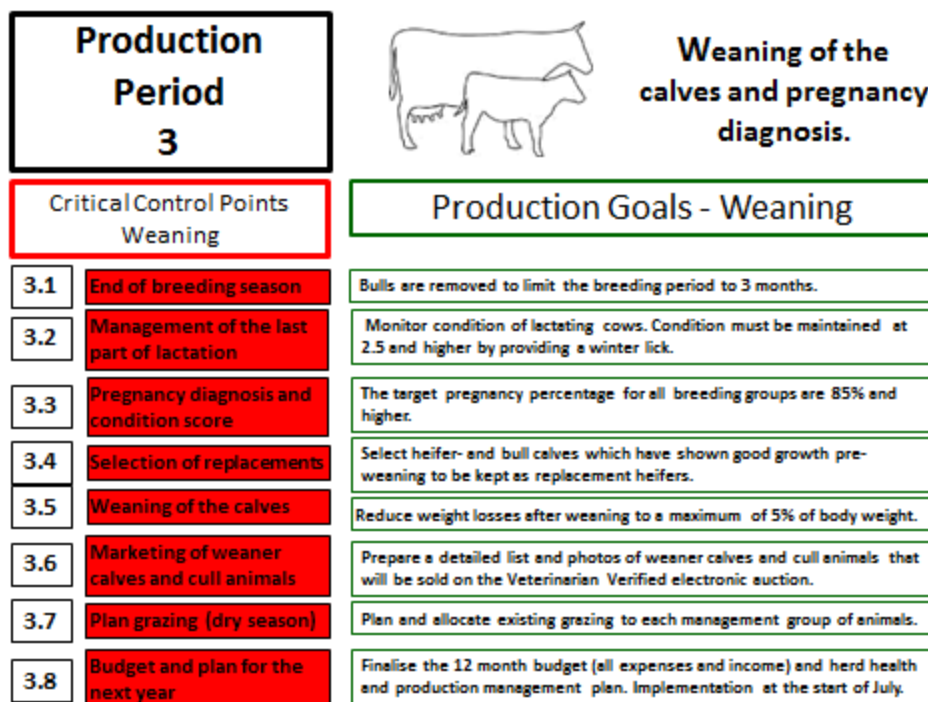 Production
Period
3
Weaning of the
calves and pregnancy
diagnosis.
Critical Control Points
Weaning
Production Goals - Weaning
3.1
End of breeding season
Bulls are removed to limit the breeding period to 3 months.
3.2
Management of the last
part of lactation
Monitor condition of lactating cows. Condition must be maintained at
2.5 and higher by providing a winter lick.
3.3
Pregnancy diagnosis and
condition score
The target pregnancy percentage for all breeding groups are 85% and
higher.
3.4
Selection of replacements
Select heifer- and bull calves which have shown good growth pre-
weaning to be kept as replacement heifers.
3.5
Weaning of the calves
Reduce weight losses after weaning to a maximum of 5% of body weight.
3.6
Marketing of weaner
calves and cull animals
Prepare a detailed list and photos of weaner calves and cull animals that
will be sold on the Veterinarian Verified electronic auction.
3.7
Plan grazing (dry season)
Plan and allocate existing grazing to each management group of animals.
3.8
Budget and plan for the
next year
Finalise the 12 month budget (all expenses and income) and herd health
and production management plan. Implementation at the start of July.